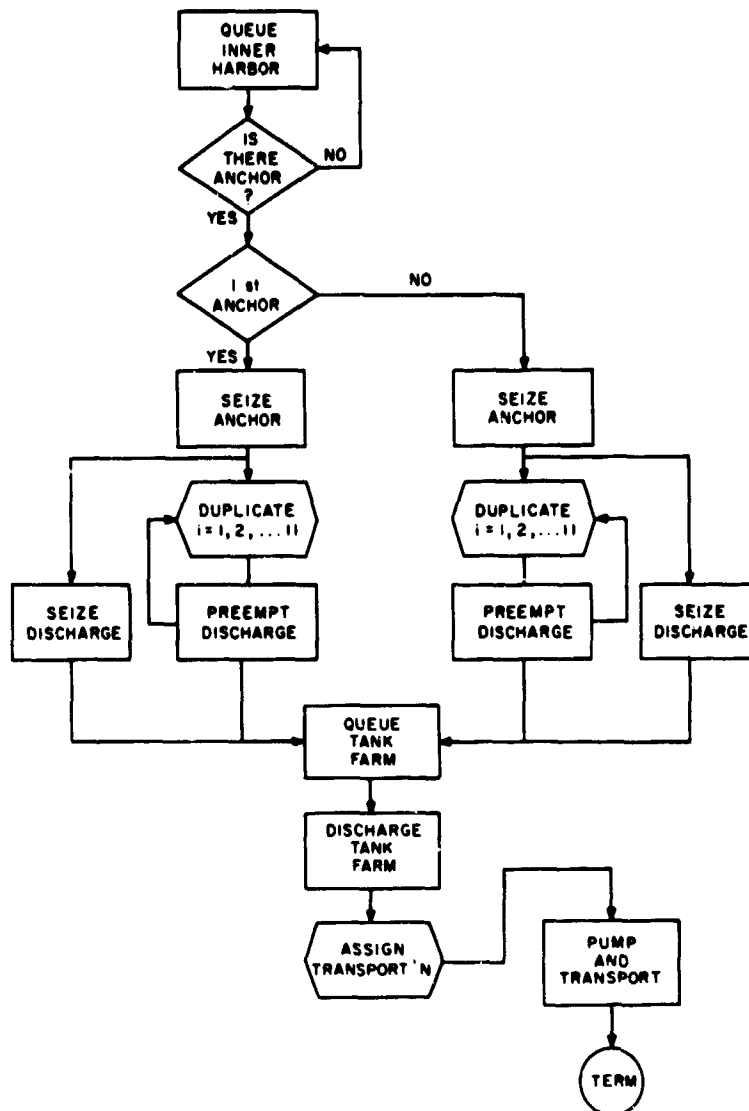 QUEUE
INNER
HARBOR
IS
THERE
ANCHOR
?
NO
YES
1 st
ANCHOR
NO
YES
SEIZE
ANCHOR
SEIZE
ANCHOR
DUPLICATE
i = 1, 2, ... 11
DUPLICATE
i = 1, 2, ... 11
SEIZE
DISCHARGE
PREEMPT
DISCHARGE
PREEMPT
DISCHARGE
SEIZE
DISCHARGE
QUEUE
TANK
FARM
DISCHARGE
TANK
FARM
ASSIGN
TRANSPORT'N
PUMP
AND
TRANSPORT
TERM